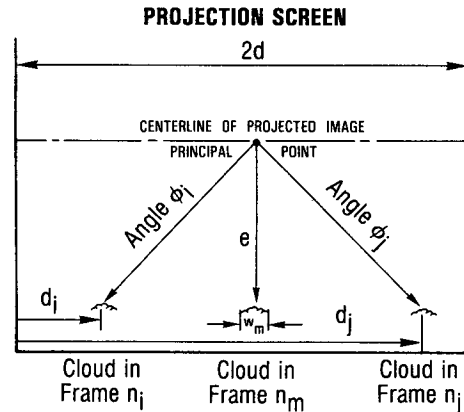 PROJECTION SCREEN
2d
CENTERLINE OF PROJECTED IMAGE
PRINCIPAL POINT
Angle ϕi
Angle ϕj
e
di
wm
dj
Cloud in
Frame ni
Cloud in
Frame nm
Cloud in
Frame nj